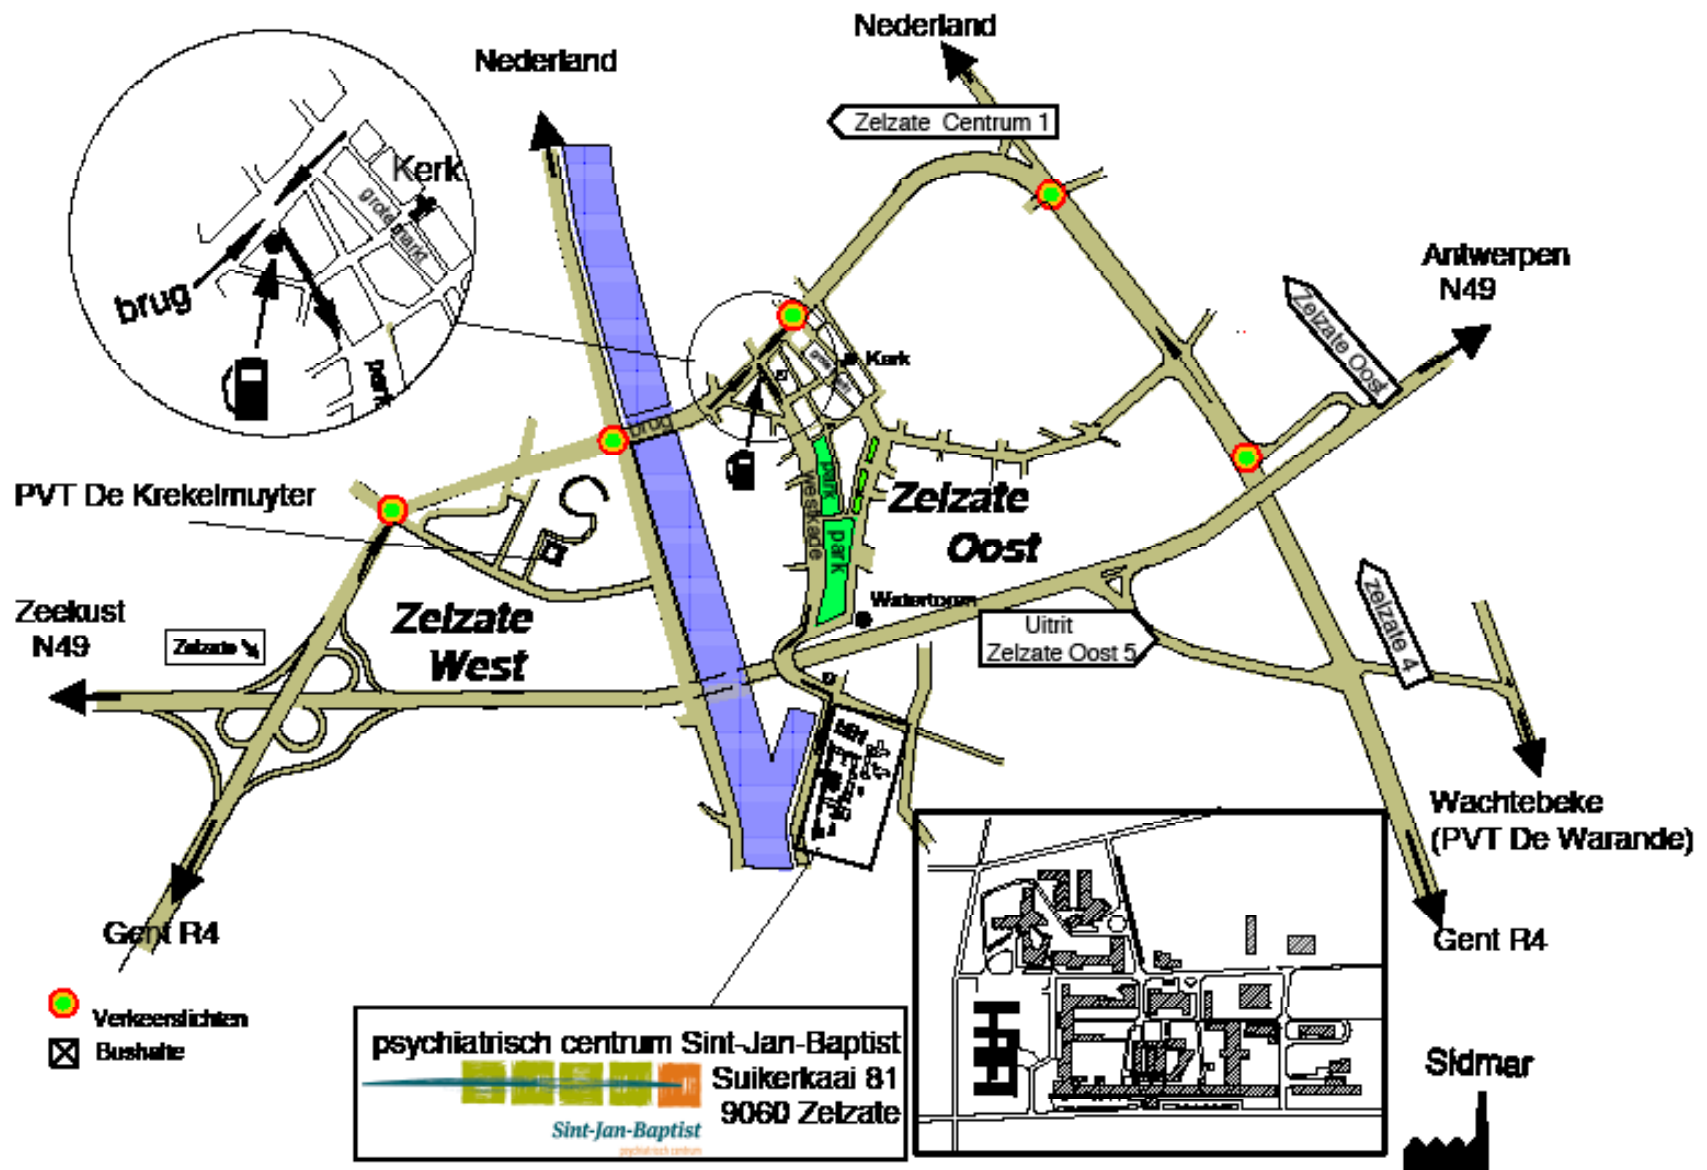 Nederland
Nederland
Zelzate Centrum 1
Kerk
grote markt
brug
park
Antwerpen
N49
Zelzate Oost
Kerk
brug
PVT De Krekelmuyter
Zelzate
Oost
park
westkade
park
Zeekust
N49
Zelzate
Zelzate
West
Watertoren
Uitrit
Zelzate Oost 5
zelzate 4
Wachtebeke
(PVT De Warande)
Gent R4
Gent R4
Verkeerslichten
Bushalte
psychiatrisch centrum Sint-Jan-Baptist
Suikerkaai 81
9060 Zelzate
Sint-Jan-Baptist
psychiatrisch centrum
Sidmar